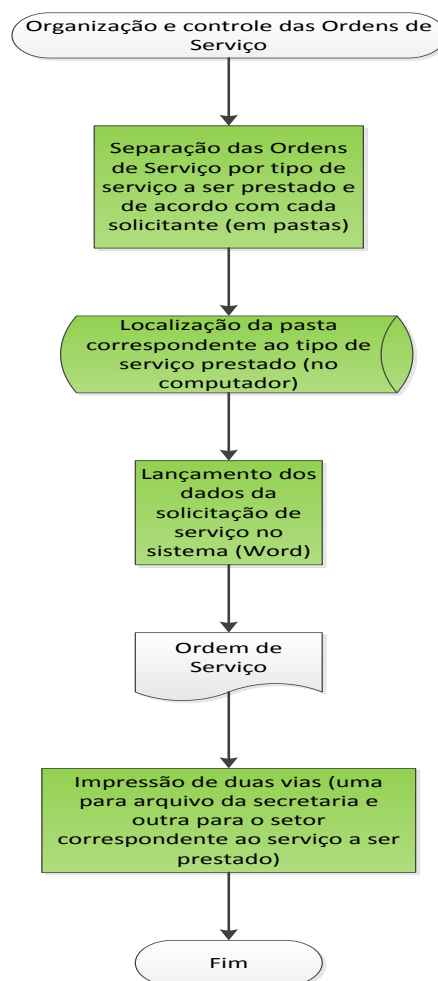 Organização e controle das Ordens de
Serviço
Separação das Ordens
de Serviço por tipo de
serviço a ser prestado e
de acordo com cada
solicitante (em pastas)
Localização da pasta
correspondente ao tipo de
serviço prestado (no
computador)
Lançamento dos
dados da
solicitação de
serviço no
sistema (Word)
Ordem de
Serviço
Impressão de duas vias (uma
para arquivo da secretaria e
outra para o setor
correspondente ao serviço a ser
prestado)
Fim